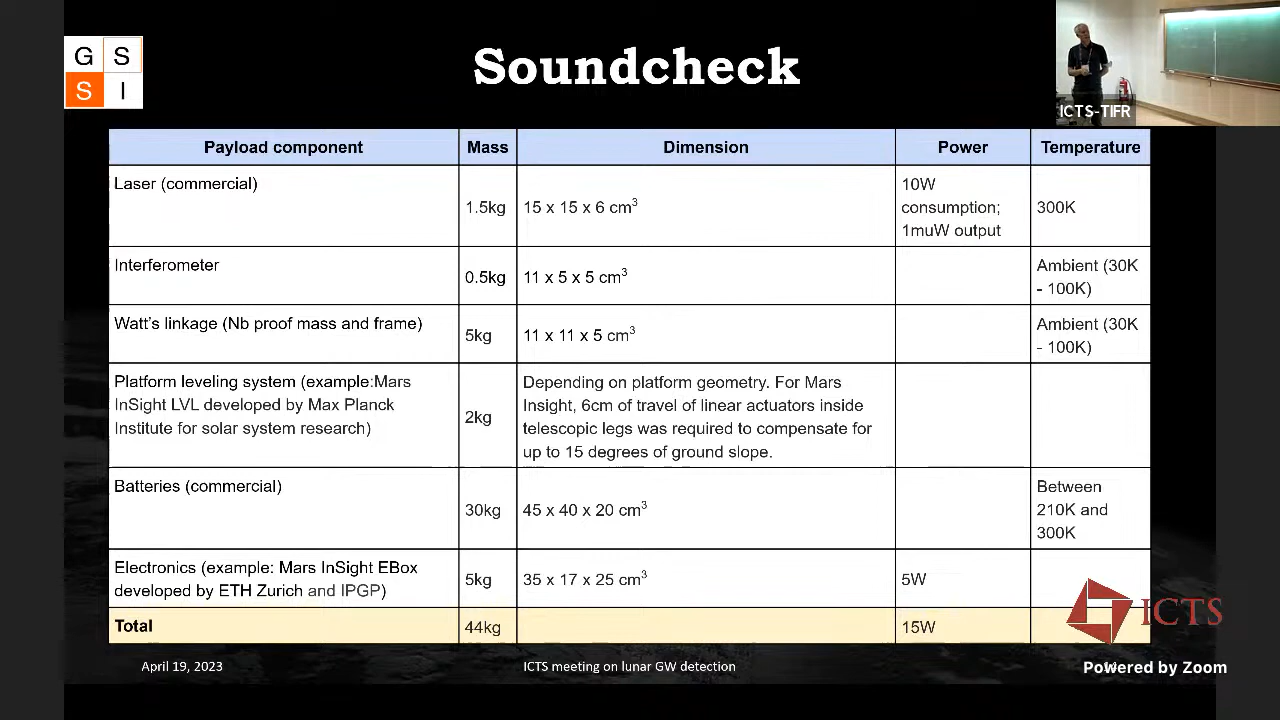 G S
S I
Soundcheck
ICTS-TIFR
Payload component Mass Dimension Power Temperature
Laser (commercial) 1.5kg 15 x 15 x 6 cm³ 10W consumption; 1muW output 300K
Interferometer 0.5kg 11 x 5 x 5 cm³ Ambient (30K - 100K)
Watt's linkage (Nb proof mass and frame) 5kg 11 x 11 x 5 cm³ Ambient (30K - 100K)
Platform leveling system (example:Mars InSight LVL developed by Max Planck Institute for solar system research) 2kg Depending on platform geometry. For Mars Insight, 6cm of travel of linear actuators inside telescopic legs was required to compensate for up to 15 degrees of ground slope.
Batteries (commercial) 30kg 45 x 40 x 20 cm³ Between 210K and 300K
Electronics (example: Mars InSight EBox developed by ETH Zurich and IPGP) 5kg 35 x 17 x 25 cm³ 5W
Total 44kg 15W
ICTS
April 19, 2023 ICTS meeting on lunar GW detection
Powered by Zoom